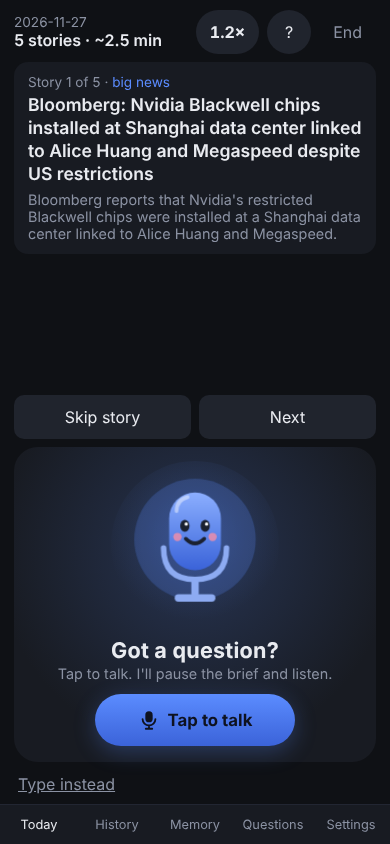 2026-11-27
5 stories · ~2.5 min
1.2×
?
End
Story 1 of 5 · big news
Bloomberg: Nvidia Blackwell chips
installed at Shanghai data center linked
to Alice Huang and Megaspeed despite
US restrictions
Bloomberg reports that Nvidia's restricted
Blackwell chips were installed at a Shanghai data
center linked to Alice Huang and Megaspeed.
Skip story
Next
Got a question?
Tap to talk. I'll pause the brief and listen.
Tap to talk
Type instead
Today
History
Memory
Questions
Settings